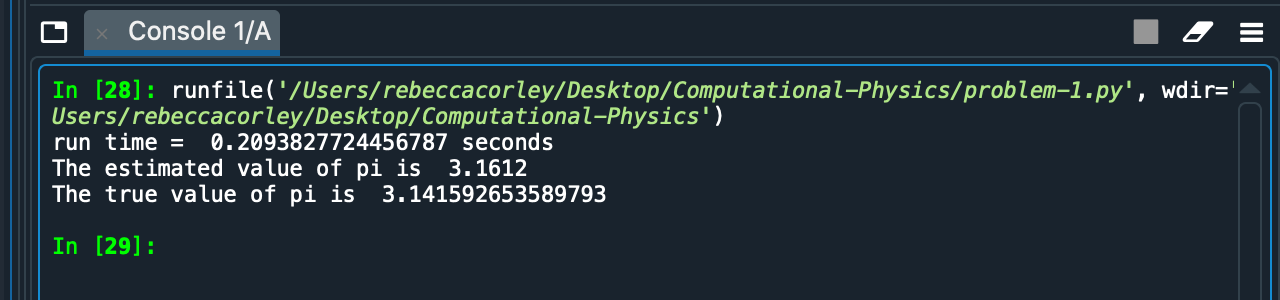 Console 1/A
In [28]: runfile('/Users/rebeccacorley/Desktop/Computational-Physics/problem-1.py', wdir='
Users/rebeccacorley/Desktop/Computational-Physics')
run time =  0.2093827724456787 seconds
The estimated value of pi is  3.1612
The true value of pi is  3.141592653589793
In [29]: